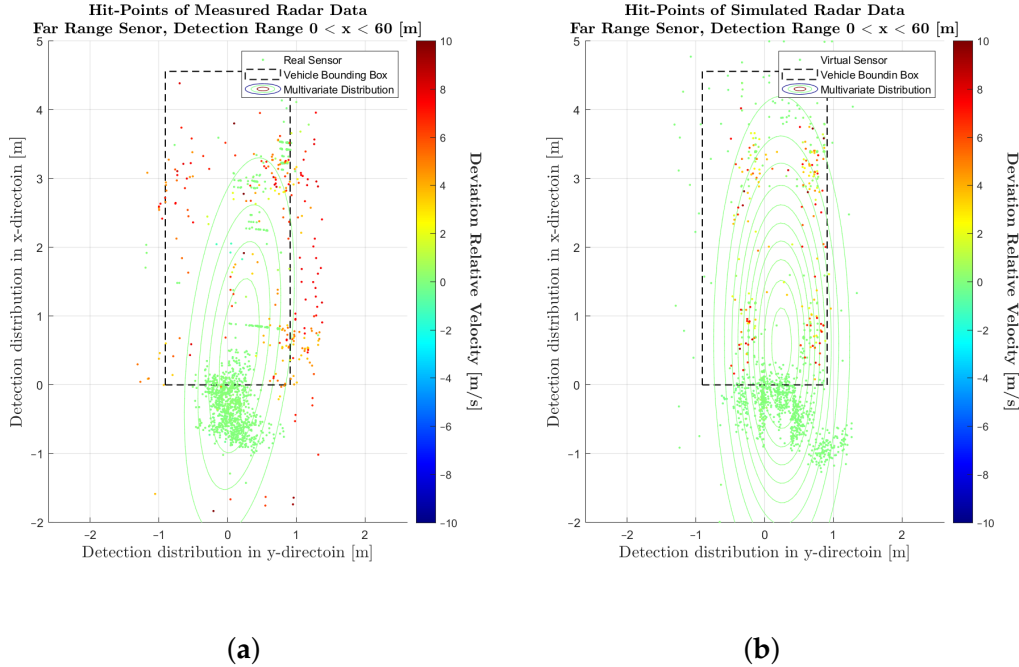 Hit-Points of Measured Radar Data
Far Range Senor, Detection Range 0 < x < 60 [m]
Real Sensor
Vehicle Bounding Box
Multivariate Distribution
5
4
3
2
1
0
−1
−2
−2
−1
0
1
2
Detection distribution in x-directoin [m]
Detection distribution in y-directoin [m]
10
8
6
4
2
0
−2
−4
−6
−8
−10
Deviation Relative Velocity [m/s]
(a)
Hit-Points of Simulated Radar Data
Far Range Senor, Detection Range 0 < x < 60 [m]
Virtual Sensor
Vehicle Boundin Box
Multivariate Distribution
5
4
3
2
1
0
−1
−2
−2
−1
0
1
2
Detection distribution in x-directoin [m]
Detection distribution in y-directoin [m]
10
8
6
4
2
0
−2
−4
−6
−8
−10
Deviation Relative Velocity [m/s]
(b)